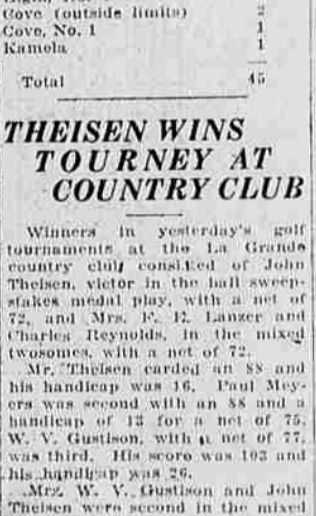 Cove (outside limits) 2
Cove, No. 1 1
Kamela 1
Total 45
THEISEN WINS
TOURNEY AT
COUNTRY CLUB
Winners in yesterday's golf
tournaments at the La Grande
country club consisted of John
Theisen, victor in the ball sweep-
stakes medal play, with a net of
72, and Mrs. F. E. Lanzer and
Charles Reynolds, in the mixed
twosomes, with a net of 72.
Mr. Theisen carded an 88 and
his handicap was 16. Paul Mey-
ers was second with an 88 and a
handicap of 13 for a net of 75.
W. V. Gustison, with a net of 77,
was third. His score was 103 and
his handicap was 26.
Mrs. W. V. Gustison and John
Theisen were second in the mixed